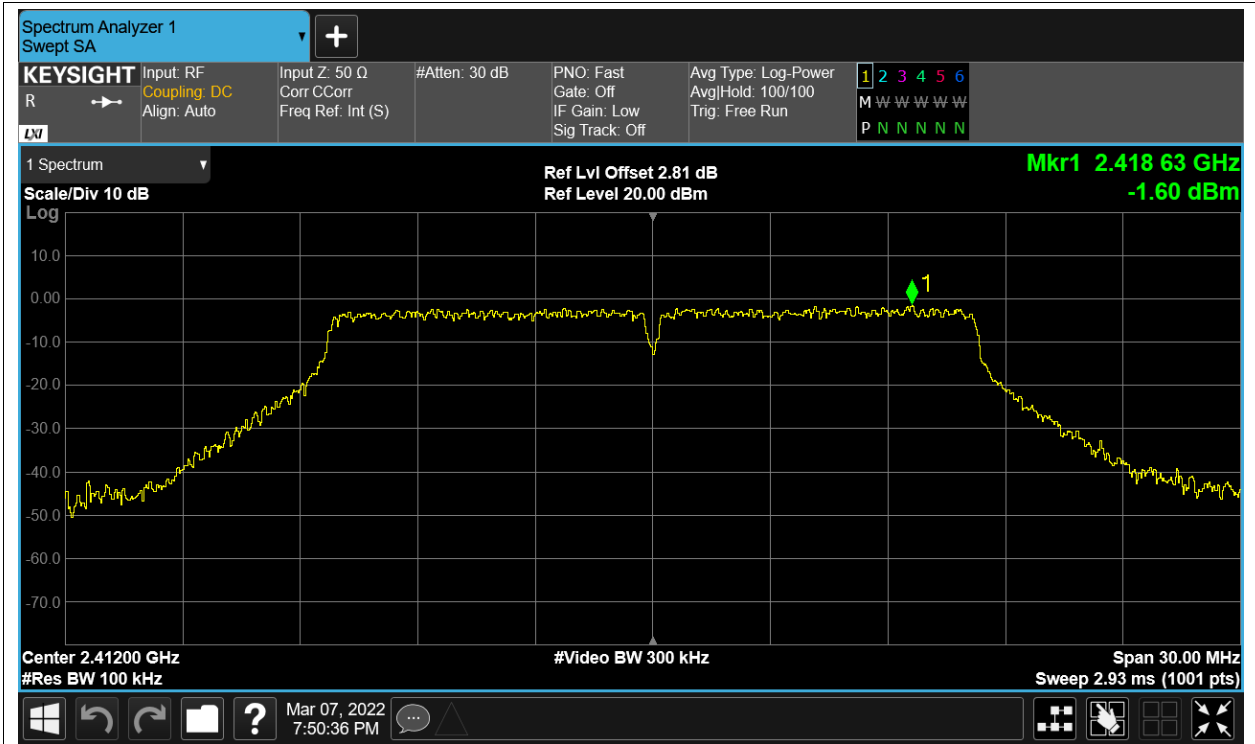 Spectrum Analyzer 1
Swept SA
KEYSIGHT
R
LXI
Input: RF
Coupling: DC
Align: Auto
Input Z: 50 Ω
Corr CCorr
Freq Ref: Int (S)
#Atten: 30 dB
PNO: Fast
Gate: Off
IF Gain: Low
Sig Track: Off
Avg Type: Log-Power
Avg|Hold: 100/100
Trig: Free Run
1 2 3 4 5 6
M W W W W W
P N N N N N
1 Spectrum
Scale/Div 10 dB
Ref Lvl Offset 2.81 dB
Ref Level 20.00 dBm
Mkr1 2.418 63 GHz
-1.60 dBm
Log
10.0
0.00
-10.0
-20.0
-30.0
-40.0
-50.0
-60.0
-70.0
1
Center 2.41200 GHz
#Res BW 100 kHz
#Video BW 300 kHz
Span 30.00 MHz
Sweep 2.93 ms (1001 pts)
?
Mar 07, 2022
7:50:36 PM